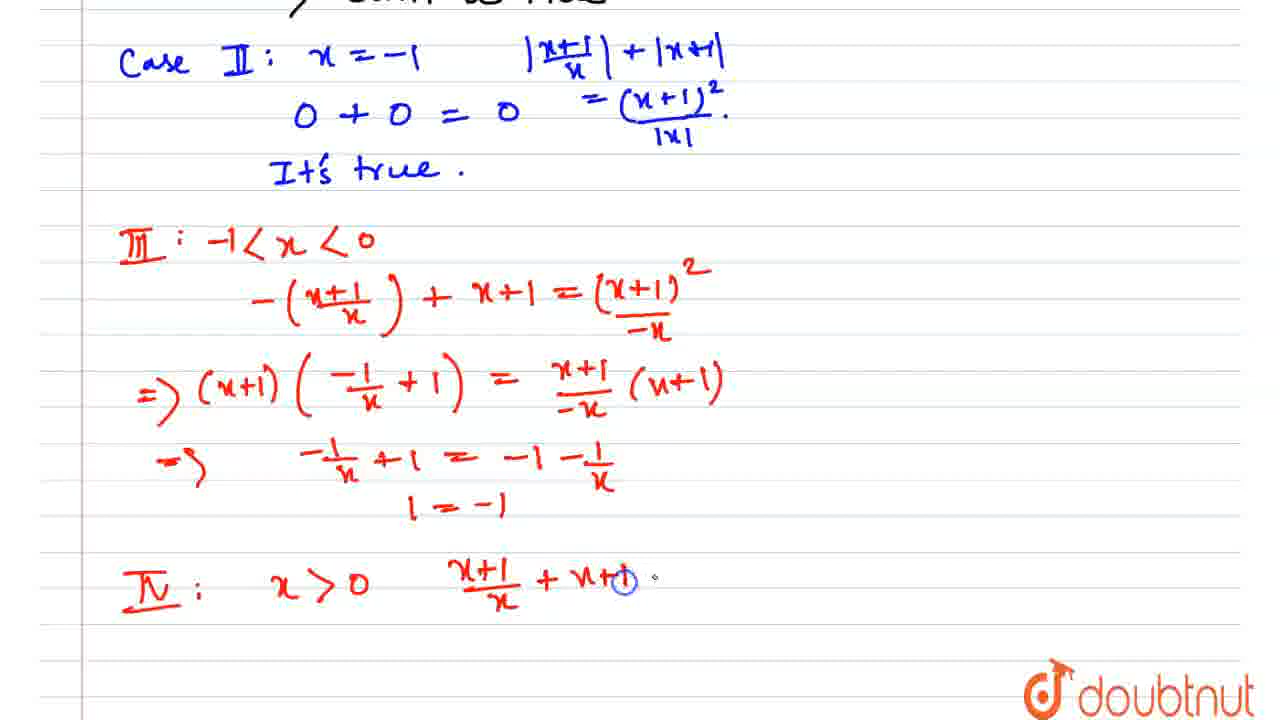 Case II: x = -1 |x+1/x| + |x+1|
0 + 0 = 0 = (x+1)²/|x|.
It's true.
III: -1 < x < 0
-(x+1/x) + x+1 = (x+1)²/-x
=> (x+1)(-1/x + 1) = x+1/-x (x+1)
=> -1/x + 1 = -1 - 1/x
1 = -1
IV: x > 0 x+1/x + x+1
doubtnut